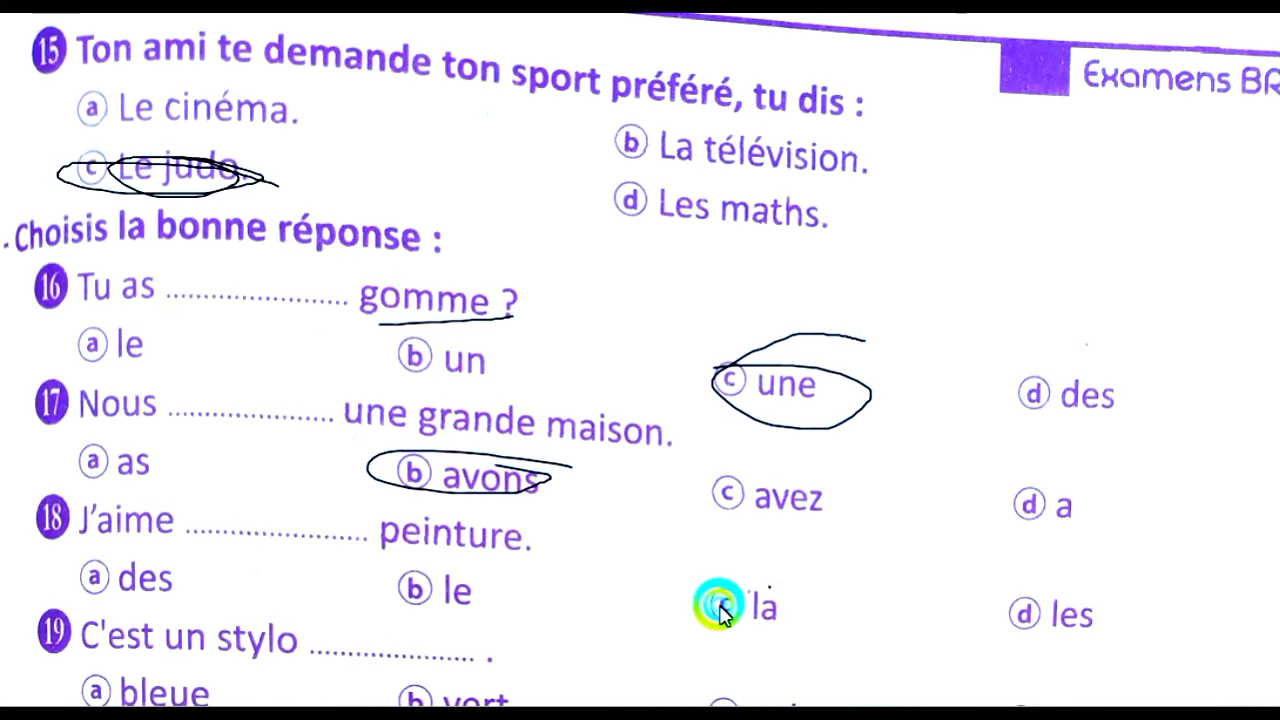 Examens BR
15 Ton ami te demande ton sport préféré, tu dis :
a Le cinéma.
b La télévision.
c Le judo.
d Les maths.
. Choisis la bonne réponse :
16 Tu as ........................ gomme ?
a le b un c une d des
17 Nous ..................... une grande maison.
a as b avons c avez d a
18 J'aime ........................ peinture.
a des b le c la d les
19 C'est un stylo ..................... .
a bleue b vert